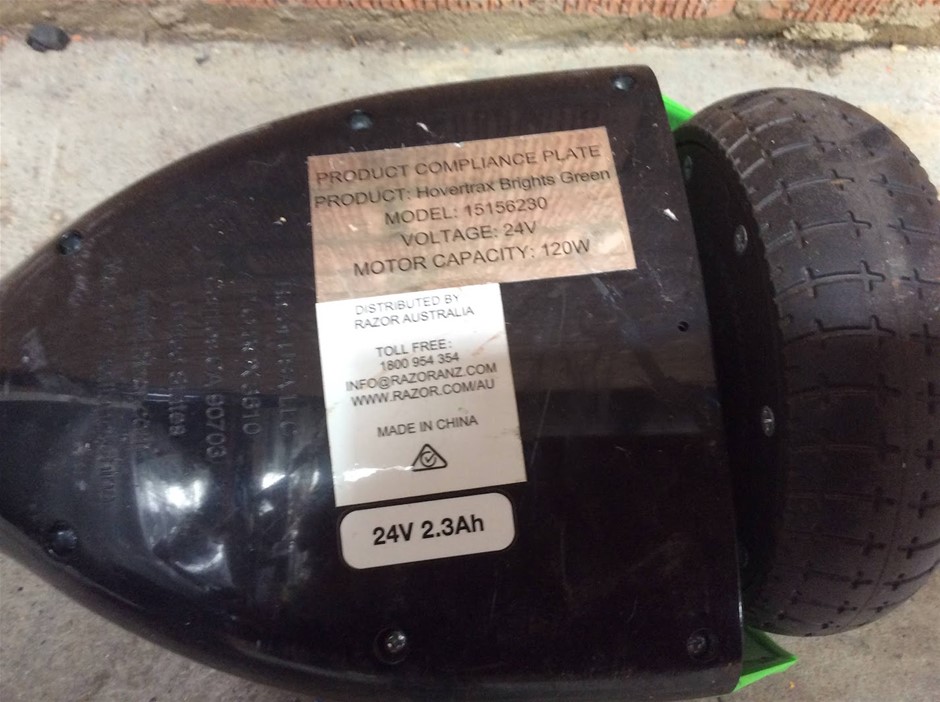 PRODUCT COMPLIANCE PLATE
PRODUCT: Hovertrax Brights Green
MODEL: 15156230
VOLTAGE: 24V
MOTOR CAPACITY: 120W
DISTRIBUTED BY
RAZOR AUSTRALIA
TOLL FREE:
1800 954 354
INFO@RAZORANZ.COM
WWW.RAZOR.COM/AU
MADE IN CHINA
24V 2.3Ah
90703